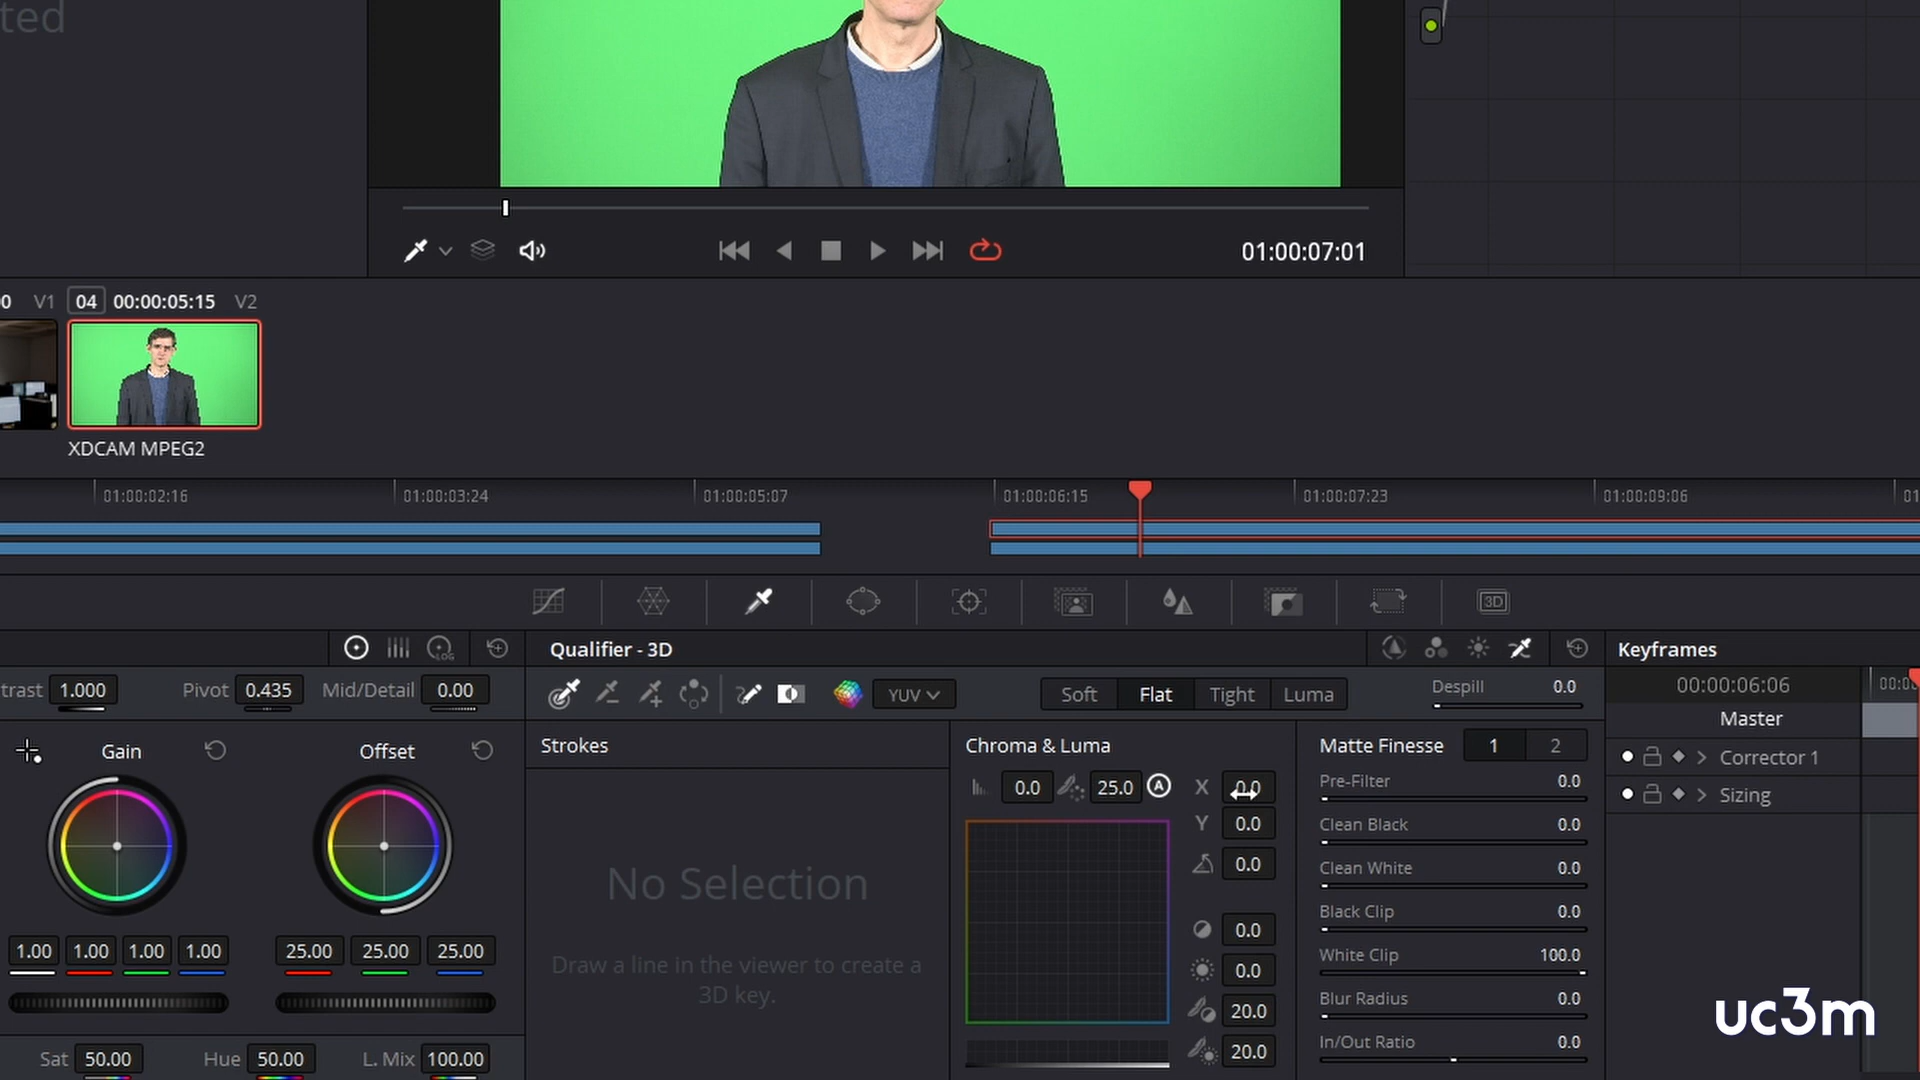 ted
01:00:07:01
0 V1 04 00:00:05:15 V2
XDCAM MPEG2
01:00:02:16 01:00:03:24 01:00:05:07 01:00:06:15 01:00:07:23 01:00:09:06 01
3D
LOG
Qualifier - 3D
Keyframes
trast 1.000 Pivot 0.435 Mid/Detail 0.00
YUV Soft Flat Tight Luma
Despill 0.0
00:00:06:06 00:00
Master
Gain Offset
Strokes
Chroma & Luma
Matte Finesse 1 2
Corrector 1
Sizing
0.0 25.0 A X 0.0
Y 0.0
0.0
0.0
0.0
20.0
20.0
Pre-Filter 0.0
Clean Black 0.0
Clean White 0.0
Black Clip 0.0
White Clip 100.0
Blur Radius 0.0
In/Out Ratio 0.0
No Selection
Draw a line in the viewer to create a
3D key.
1.00 1.00 1.00 1.00 25.00 25.00 25.00
Sat 50.00 Hue 50.00 L. Mix 100.00
uc3m